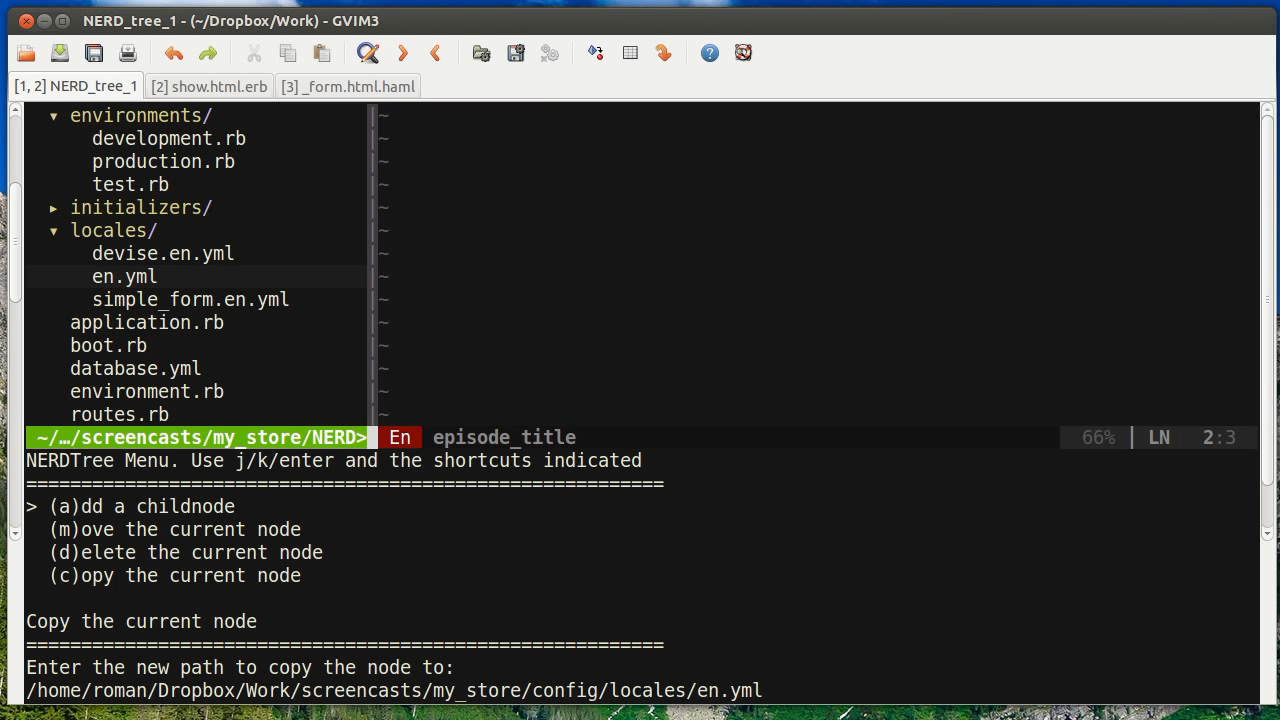 NERD_tree_1 - (~/Dropbox/Work) - GVIM3
[1, 2] NERD_tree_1 [2] show.html.erb [3] _form.html.haml
▾ environments/
development.rb
production.rb
test.rb
▸ initializers/
▾ locales/
devise.en.yml
en.yml
simple_form.en.yml
application.rb
boot.rb
database.yml
environment.rb
routes.rb
~/…/screencasts/my_store/NERD> En episode_title 66% | LN 2:3
NERDTree Menu. Use j/k/enter and the shortcuts indicated
==========================================================
> (a)dd a childnode
(m)ove the current node
(d)elete the current node
(c)opy the current node
Copy the current node
==========================================================
Enter the new path to copy the node to:
/home/roman/Dropbox/Work/screencasts/my_store/config/locales/en.yml